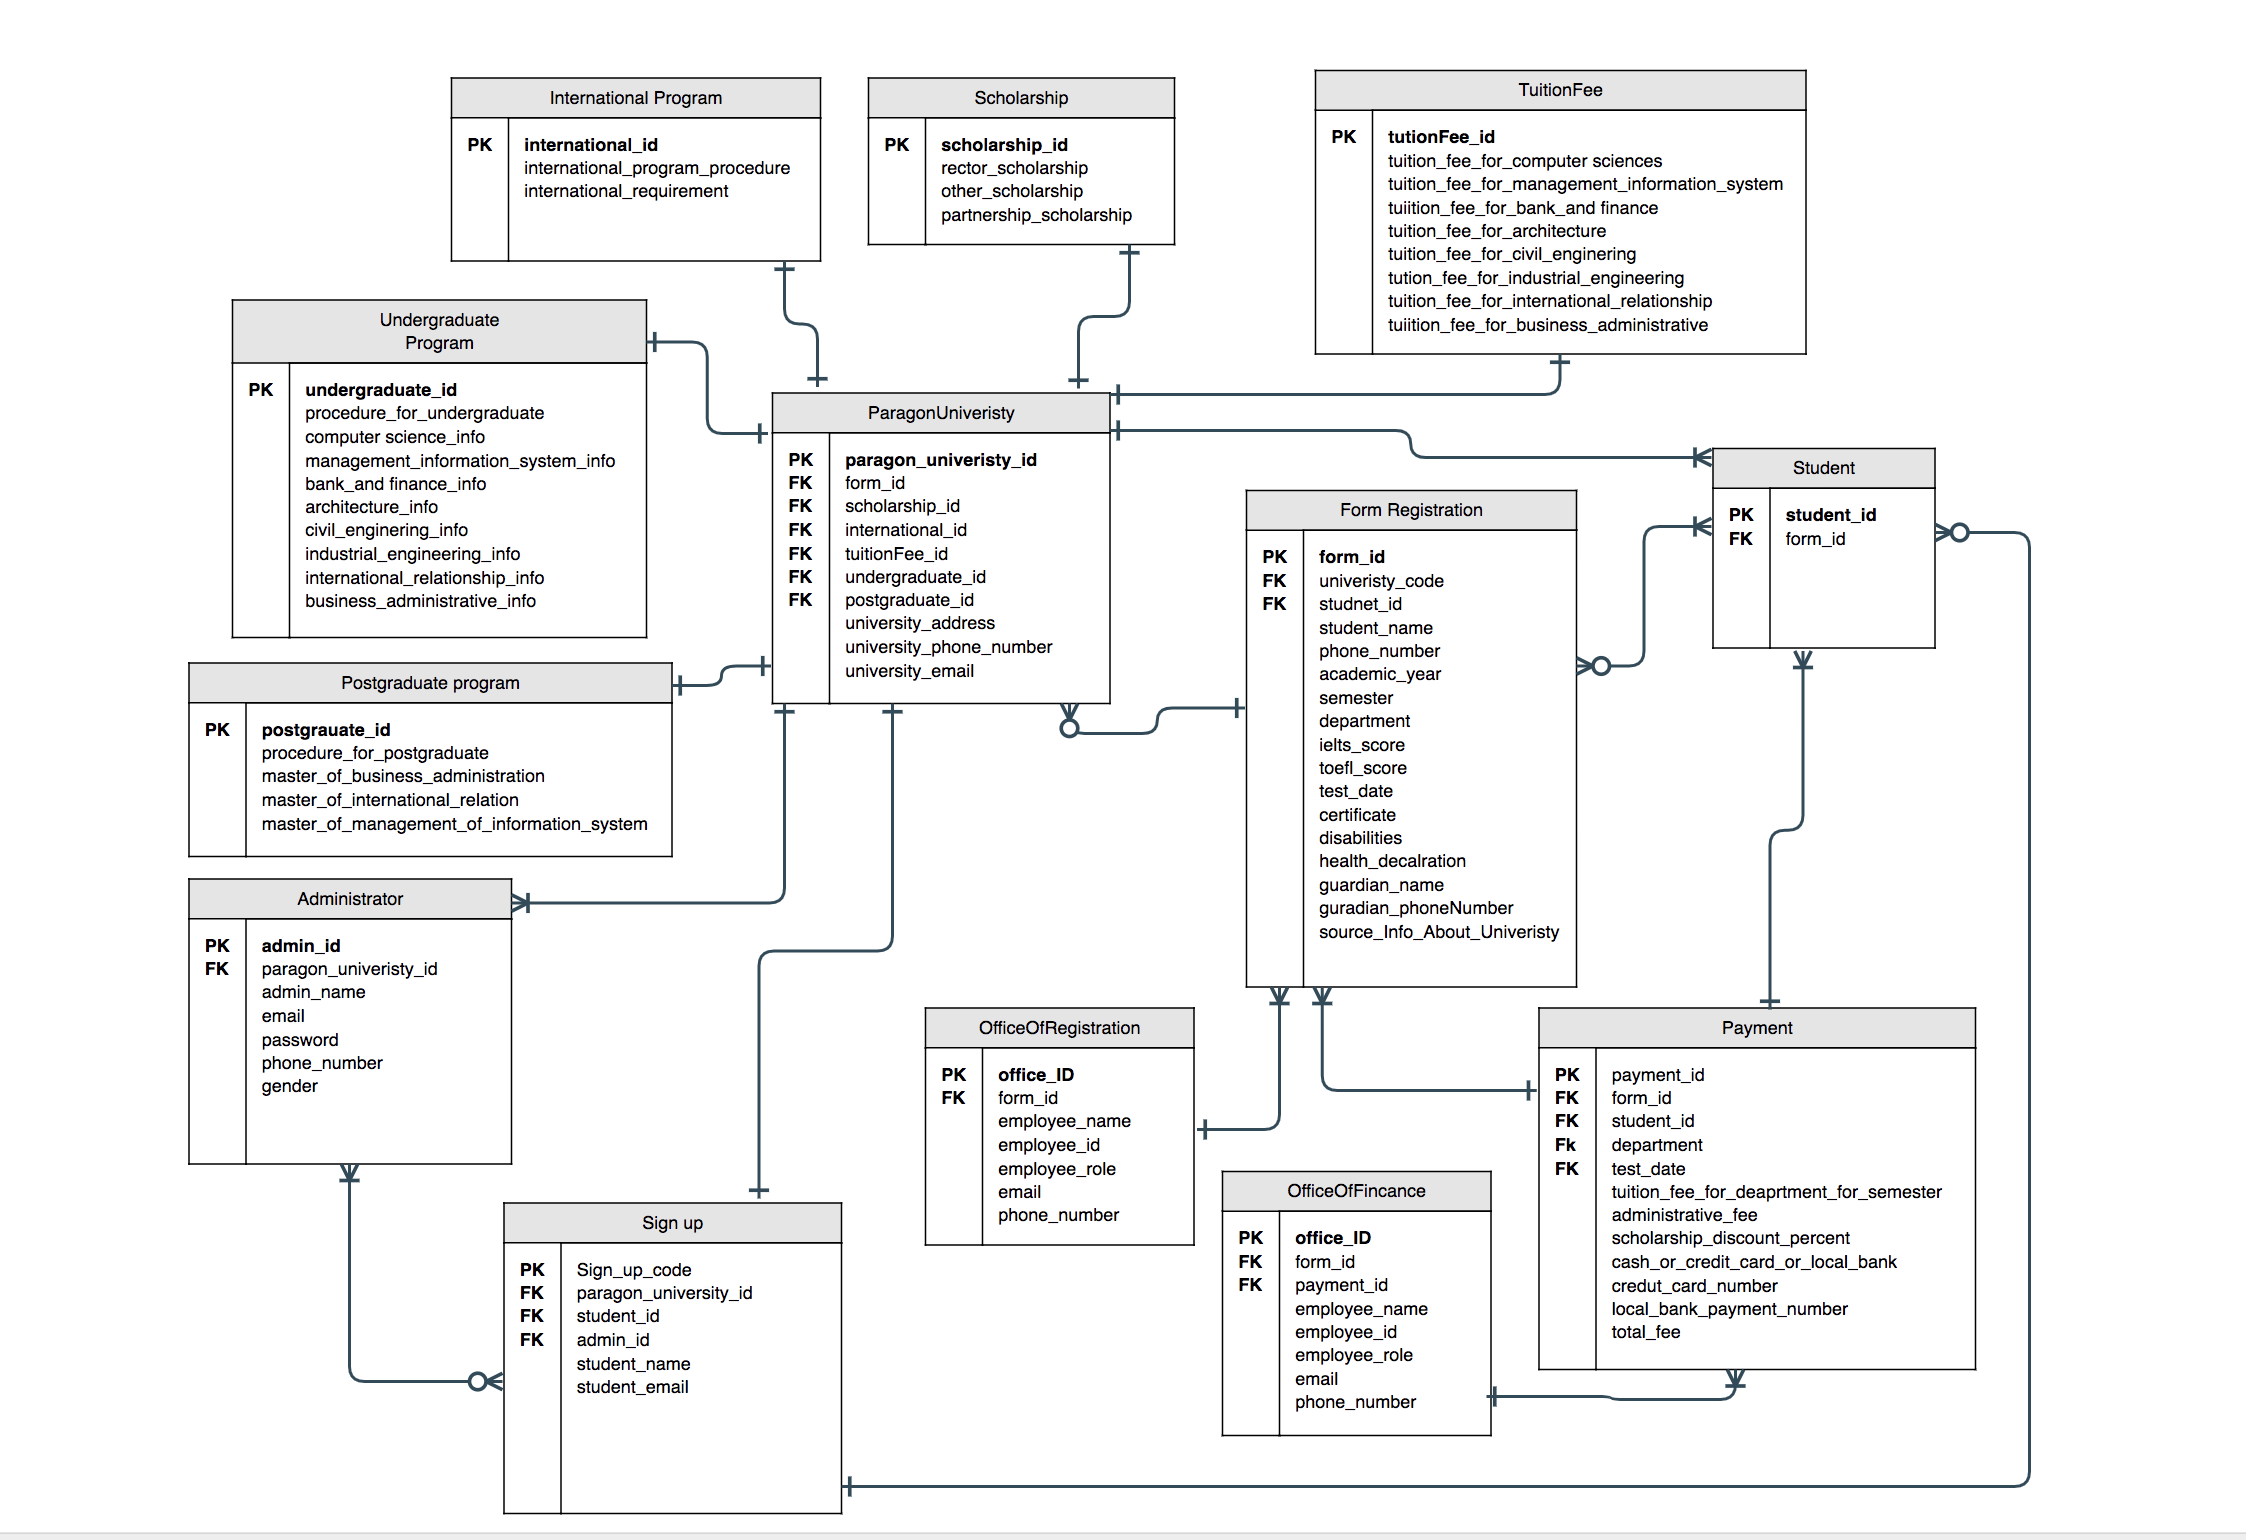 International Program
PK international_id
international_program_procedure
international_requirement
Scholarship
PK scholarship_id
rector_scholarship
other_scholarship
partnership_scholarship
TuitionFee
PK tutionFee_id
tuition_fee_for_computer sciences
tuition_fee_for_management_information_system
tuiition_fee_for_bank_and finance
tuition_fee_for_architecture
tuition_fee_for_civil_enginering
tution_fee_for_industrial_engineering
tuition_fee_for_international_relationship
tuiition_fee_for_business_administrative
Undergraduate
Program
PK undergraduate_id
procedure_for_undergraduate
computer science_info
management_information_system_info
bank_and finance_info
architecture_info
civil_enginering_info
industrial_engineering_info
international_relationship_info
business_administrative_info
ParagonUniveristy
PK paragon_univeristy_id
FK form_id
FK scholarship_id
FK international_id
FK tuitionFee_id
FK undergraduate_id
FK postgraduate_id
university_address
university_phone_number
university_email
Student
PK student_id
FK form_id
Form Registration
PK form_id
FK univeristy_code
FK studnet_id
student_name
phone_number
academic_year
semester
department
ielts_score
toefl_score
test_date
certificate
disabilities
health_decalration
guardian_name
guradian_phoneNumber
source_Info_About_Univeristy
Postgraduate program
PK postgrauate_id
procedure_for_postgraduate
master_of_business_administration
master_of_international_relation
master_of_management_of_information_system
Administrator
PK admin_id
FK paragon_univeristy_id
admin_name
email
password
phone_number
gender
OfficeOfRegistration
PK office_ID
FK form_id
employee_name
employee_id
employee_role
email
phone_number
Payment
PK payment_id
FK form_id
FK student_id
Fk department
FK test_date
tuition_fee_for_deaprtment_for_semester
administrative_fee
scholarship_discount_percent
cash_or_credit_card_or_local_bank
credut_card_number
local_bank_payment_number
total_fee
OfficeOfFincance
PK office_ID
FK form_id
FK payment_id
employee_name
employee_id
employee_role
email
phone_number
Sign up
PK Sign_up_code
FK paragon_university_id
FK student_id
FK admin_id
student_name
student_email